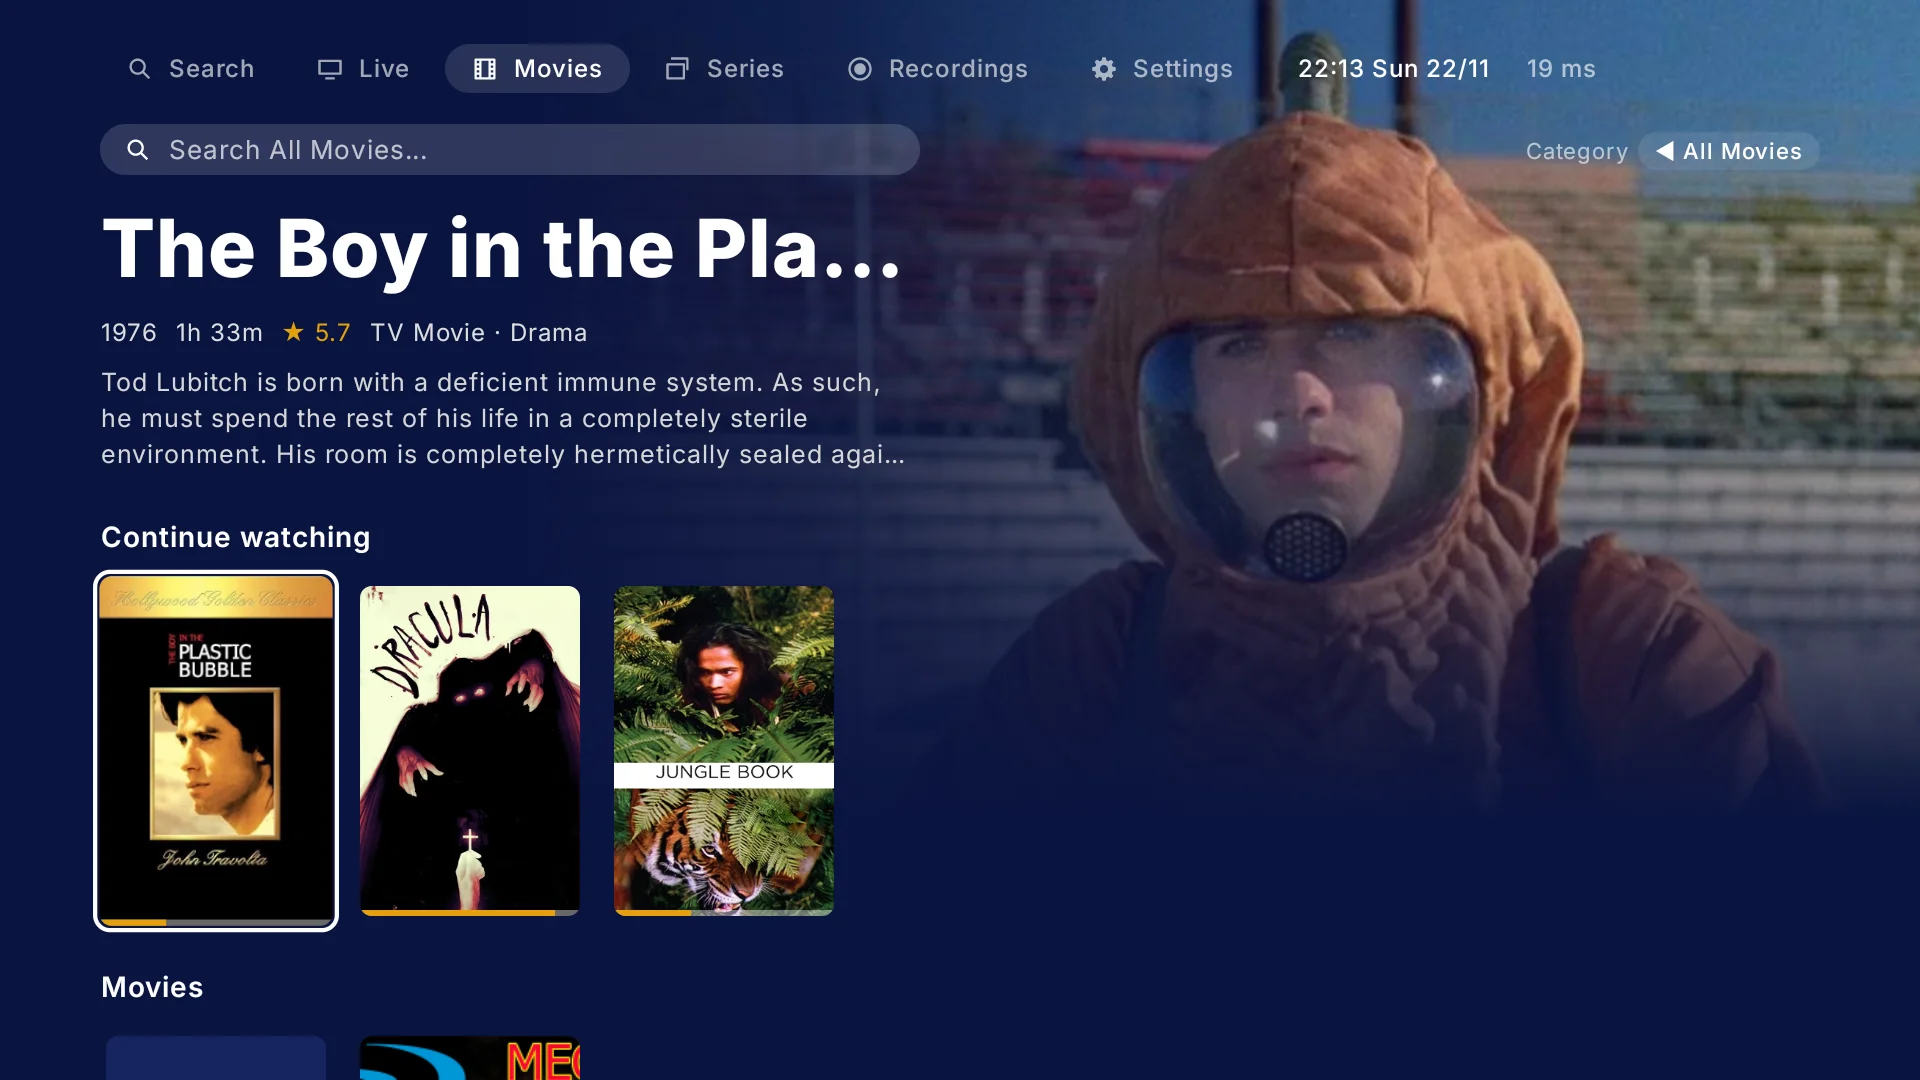 Search
Live
Movies
Series
Recordings
Settings
22:13 Sun 22/11
19 ms
Search All Movies...
Category
All Movies
The Boy in the Pla...
1976 1h 33m ★ 5.7 TV Movie · Drama
Tod Lubitch is born with a deficient immune system. As such,
he must spend the rest of his life in a completely sterile
environment. His room is completely hermetically sealed agai...
Continue watching
Hollywood Golden Classics
THE BOY IN THE
PLASTIC
BUBBLE
John Travolta
DRACULA
JUNGLE BOOK
Movies